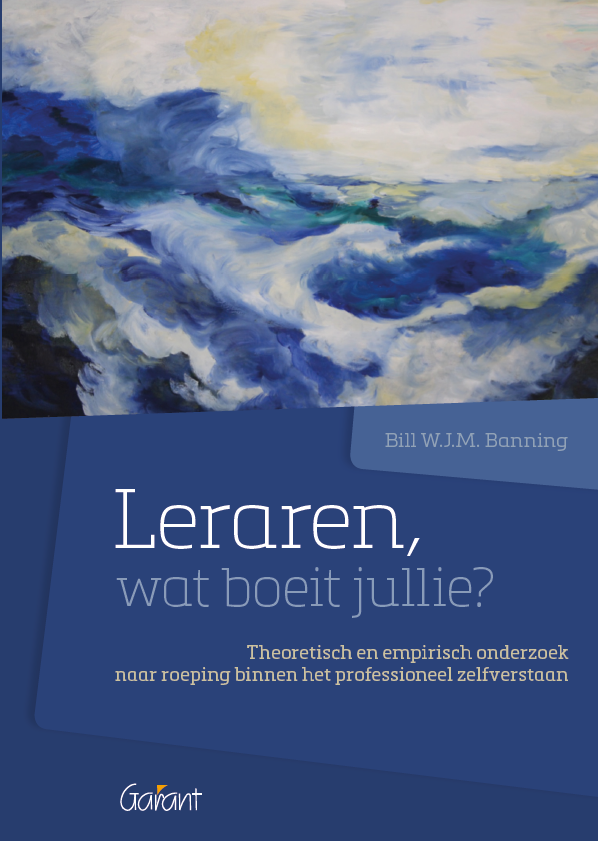 Bill W.J.M. Banning
Leraren,
wat boeit jullie?
Theoretisch en empirisch onderzoek
naar roeping binnen het professioneel zelfverstaan
Garant